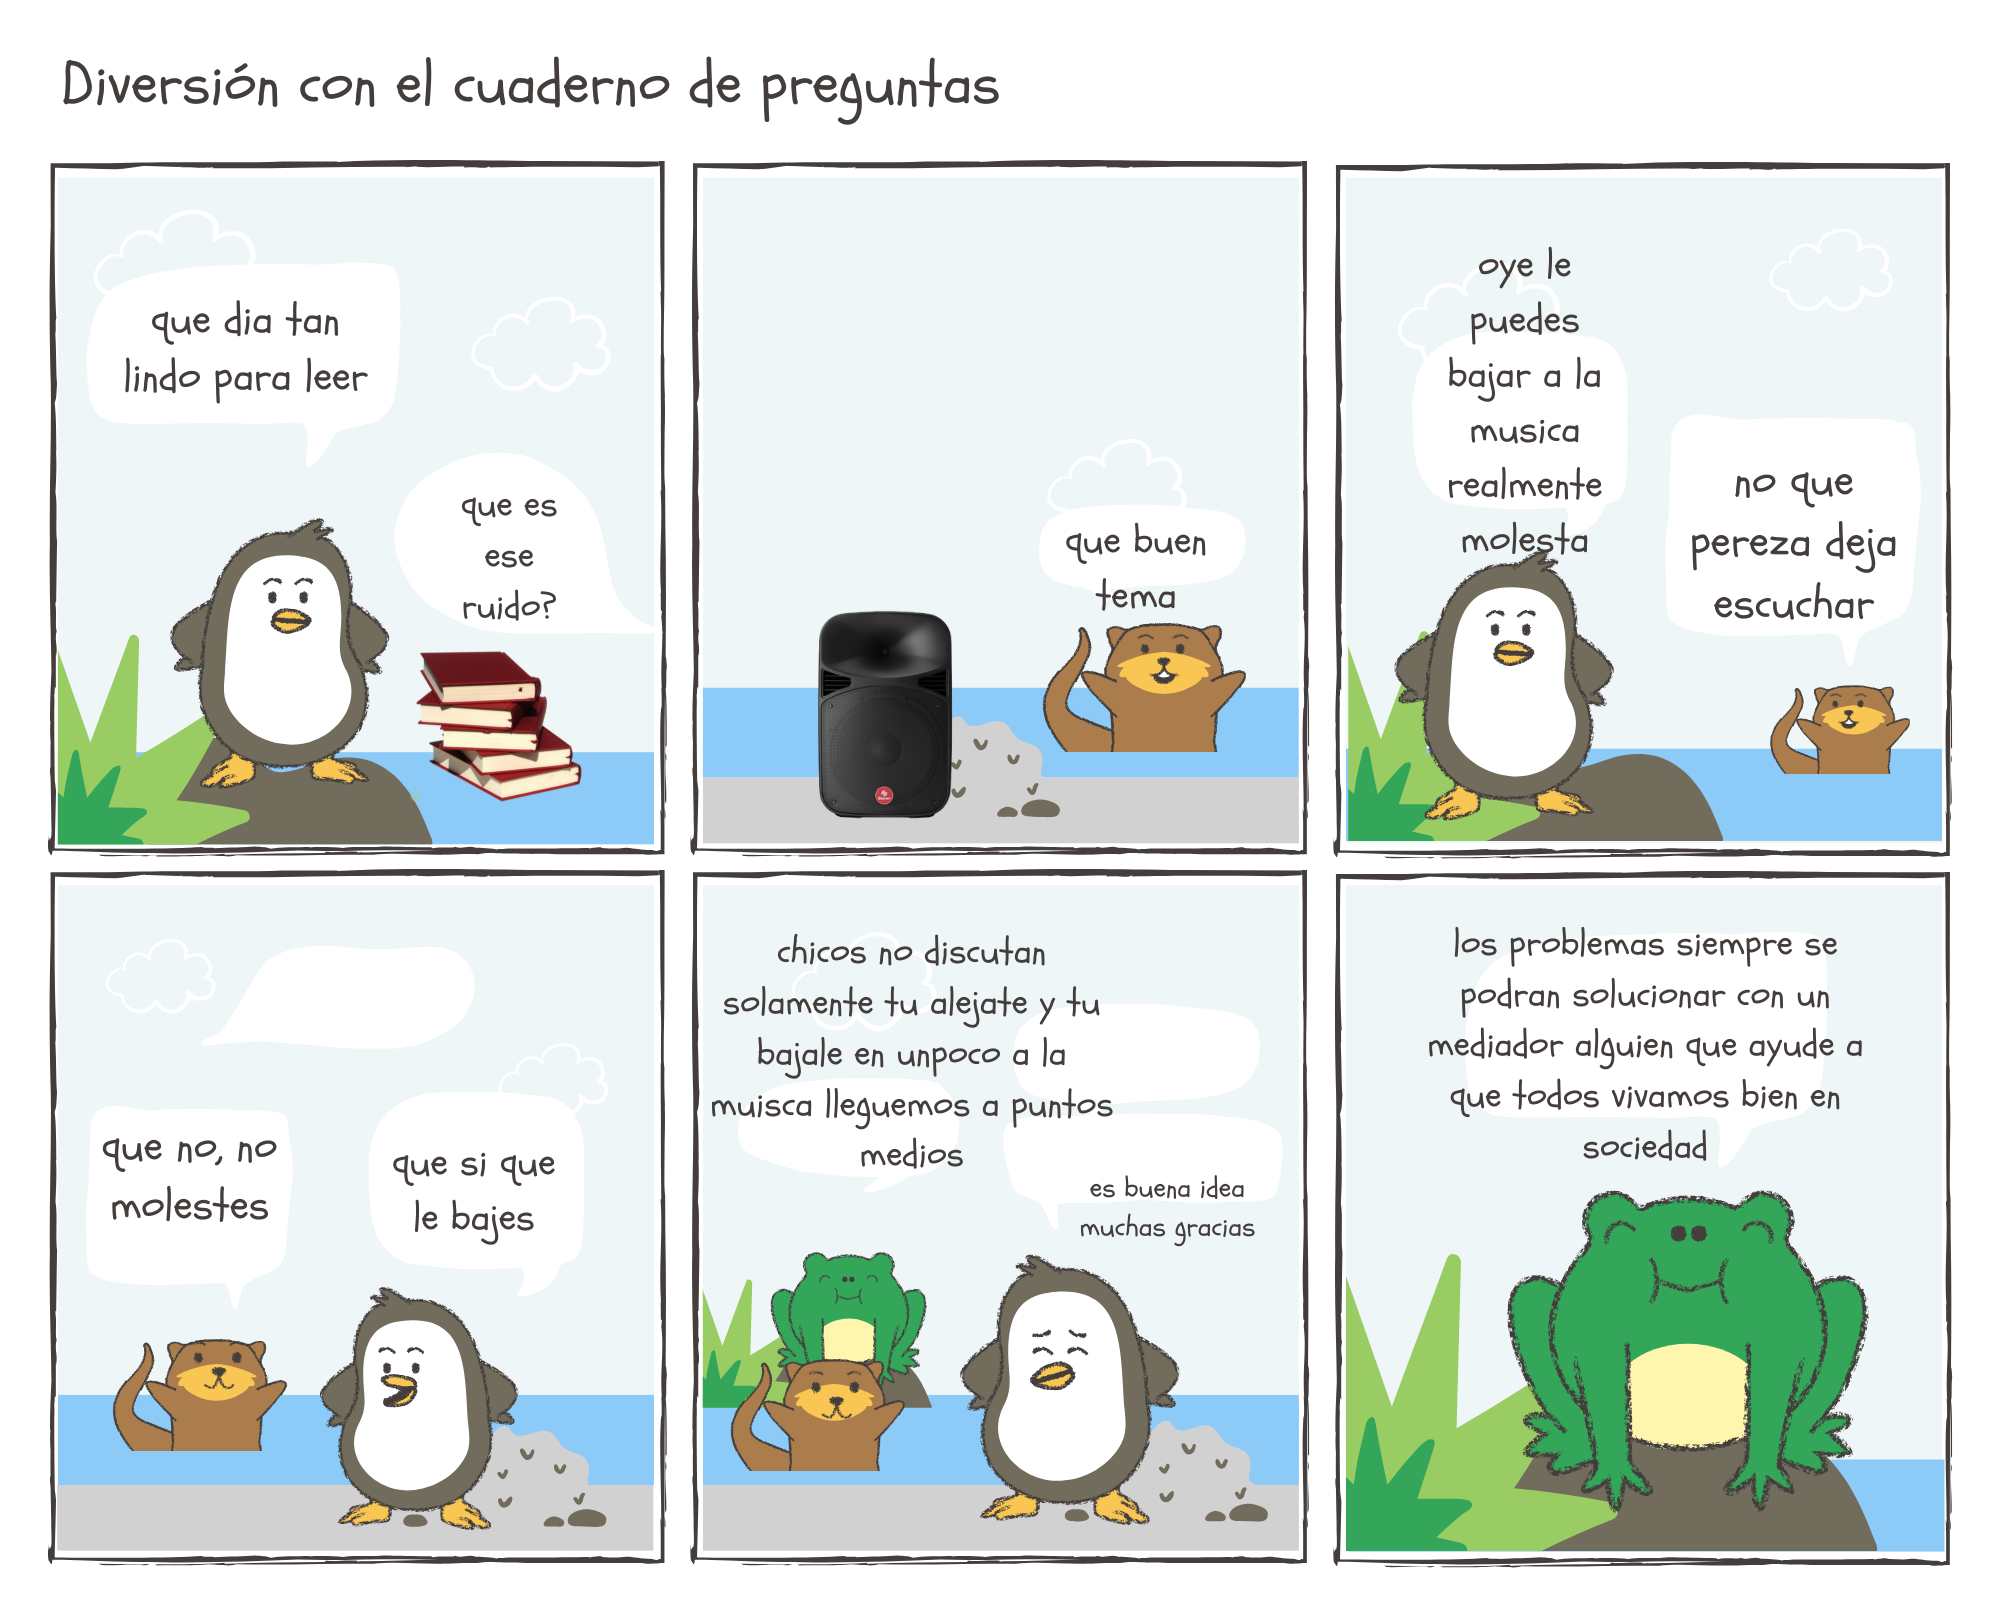 Diversión con el cuaderno de preguntas
que dia tan
lindo para leer
que es
ese
ruido?
que buen
tema
oye le
puedes
bajar a la
musica
realmente
molesta
no que
pereza deja
escuchar
que no, no
molestes
que si que
le bajes
chicos no discutan
solamente tu alejate y tu
bajale en unpoco a la
muisca lleguemos a puntos
medios
es buena idea
muchas gracias
los problemas siempre se
podran solucionar con un
mediador alguien que ayude a
que todos vivamos bien en
sociedad